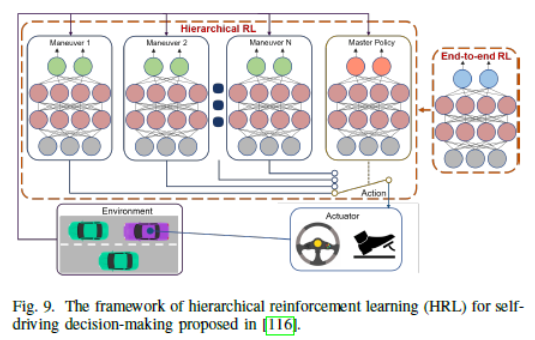 Hierarchical RL
Maneuver 1
Maneuver 2
Maneuver N
Master Policy
End-to-end RL
Action
Environment
Actuator
Fig. 9. The framework of hierarchical reinforcement learning (HRL) for self-
driving decision-making proposed in [116].